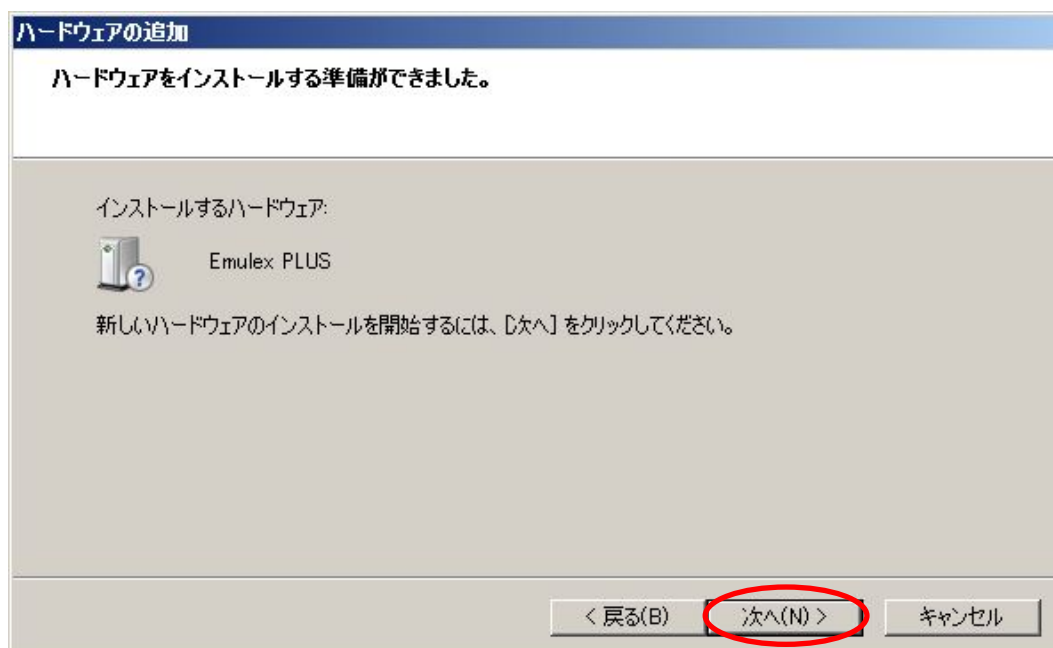 ハードウェアの追加
ハードウェアをインストールする準備ができました。
インストールするハードウェア:
Emulex PLUS
新しいハードウェアのインストールを開始するには、[次へ] をクリックしてください。
< 戻る(B)
次へ(N) >
キャンセル